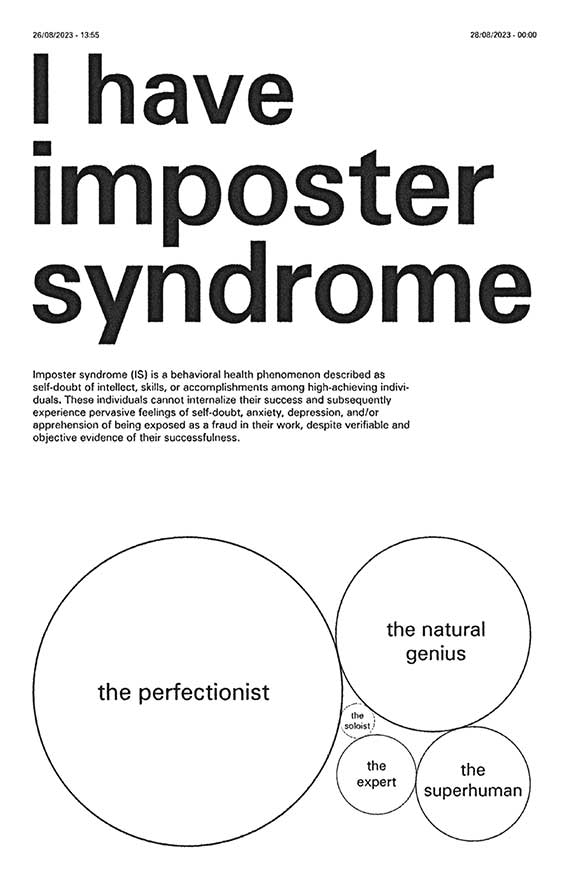 26/08/2023 - 13:55
28/08/2023 - 00:00
I have
imposter
syndrome
Imposter syndrome (IS) is a behavioral health phenomenon described as
self-doubt of intellect, skills, or accomplishments among high-achieving indivi-
duals. These individuals cannot internalize their success and subsequently
experience pervasive feelings of self-doubt, anxiety, depression, and/or
apprehension of being exposed as a fraud in their work, despite verifiable and
objective evidence of their successfulness.
the natural
genius
the perfectionist
the
soloist
the
expert
the
superhuman